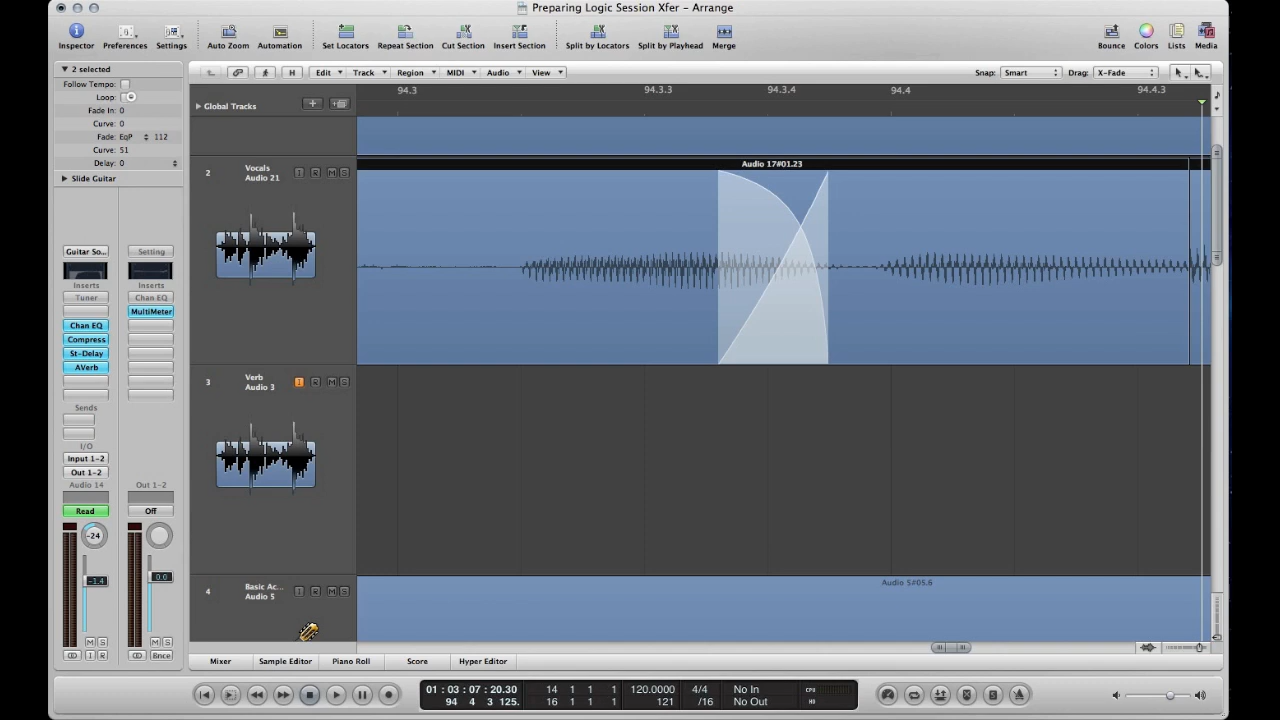 Preparing Logic Session Xfer - Arrange
Inspector Preferences Settings Auto Zoom Automation Set Locators Repeat Section Cut Section Insert Section Split by Locators Split by Playhead Merge Bounce Colors Lists Media
2 selected
Follow Tempo:
Loop:
Fade In: 0
Curve: 0
Fade: EqP 112
Curve: 51
Delay: 0
Slide Guitar
H Edit Track Region MIDI Audio View Snap: Smart Drag: X-Fade
Global Tracks
94.3 94.3.3 94.3.4 94.4 94.4.3
2 Vocals I R M S
Audio 21
Audio 17#01.23
3 Verb I R M S
Audio 3
4 Basic Ac... I R M S
Audio 5
Audio 5#05.6
Guitar So... Setting
Inserts Inserts
Tuner Chan EQ
MultiMeter
Chan EQ
Compress
St-Delay
AVerb
Sends
I/O
Input 1-2
Out 1-2
Audio 14 Out 1-2
Read Off
-24
-1.4 0.0
M S M S
I R Bnce
Mixer Sample Editor Piano Roll Score Hyper Editor
01 : 03 : 07 : 20.30 14 1 1 1 120.0000 4/4 No In CPU
94 4 3 125. 16 1 1 1 121 /16 No Out HD